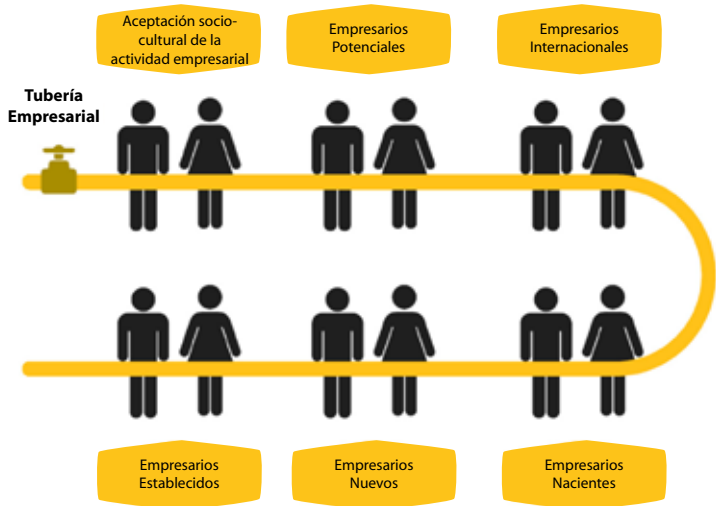 Aceptación socio-
cultural de la
actividad empresarial
Empresarios
Potenciales
Empresarios
Internacionales
Tubería
Empresarial
Empresarios
Establecidos
Empresarios
Nuevos
Empresarios
Nacientes